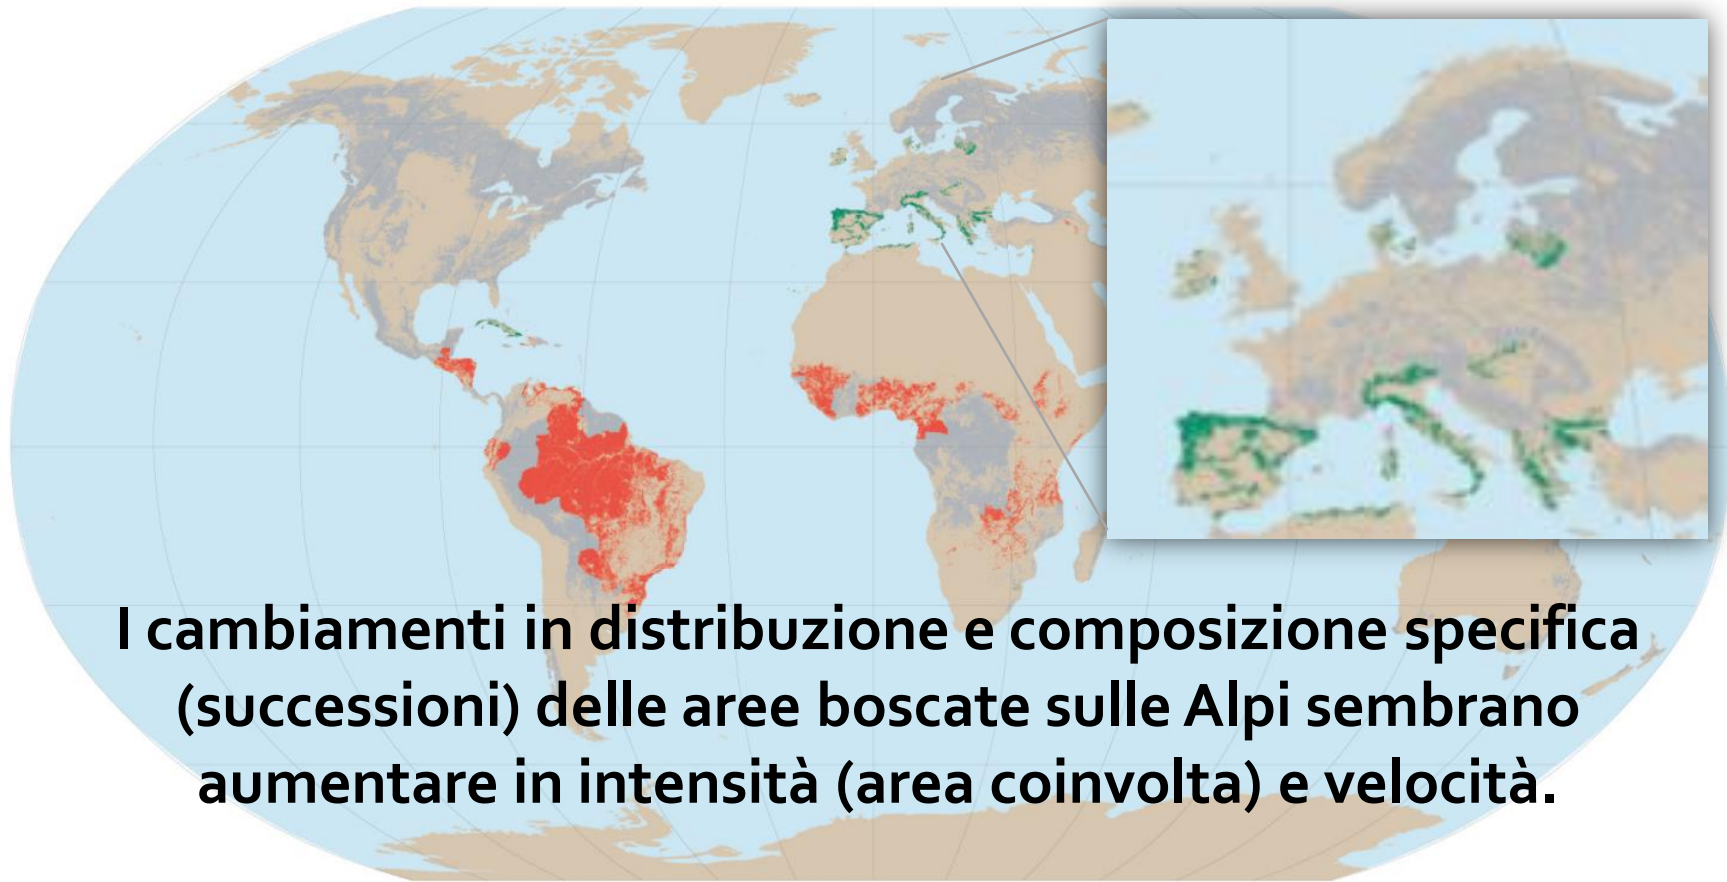 I cambiamenti in distribuzione e composizione specifica
(successioni) delle aree boscate sulle Alpi sembrano
aumentare in intensità (area coinvolta) e velocità.